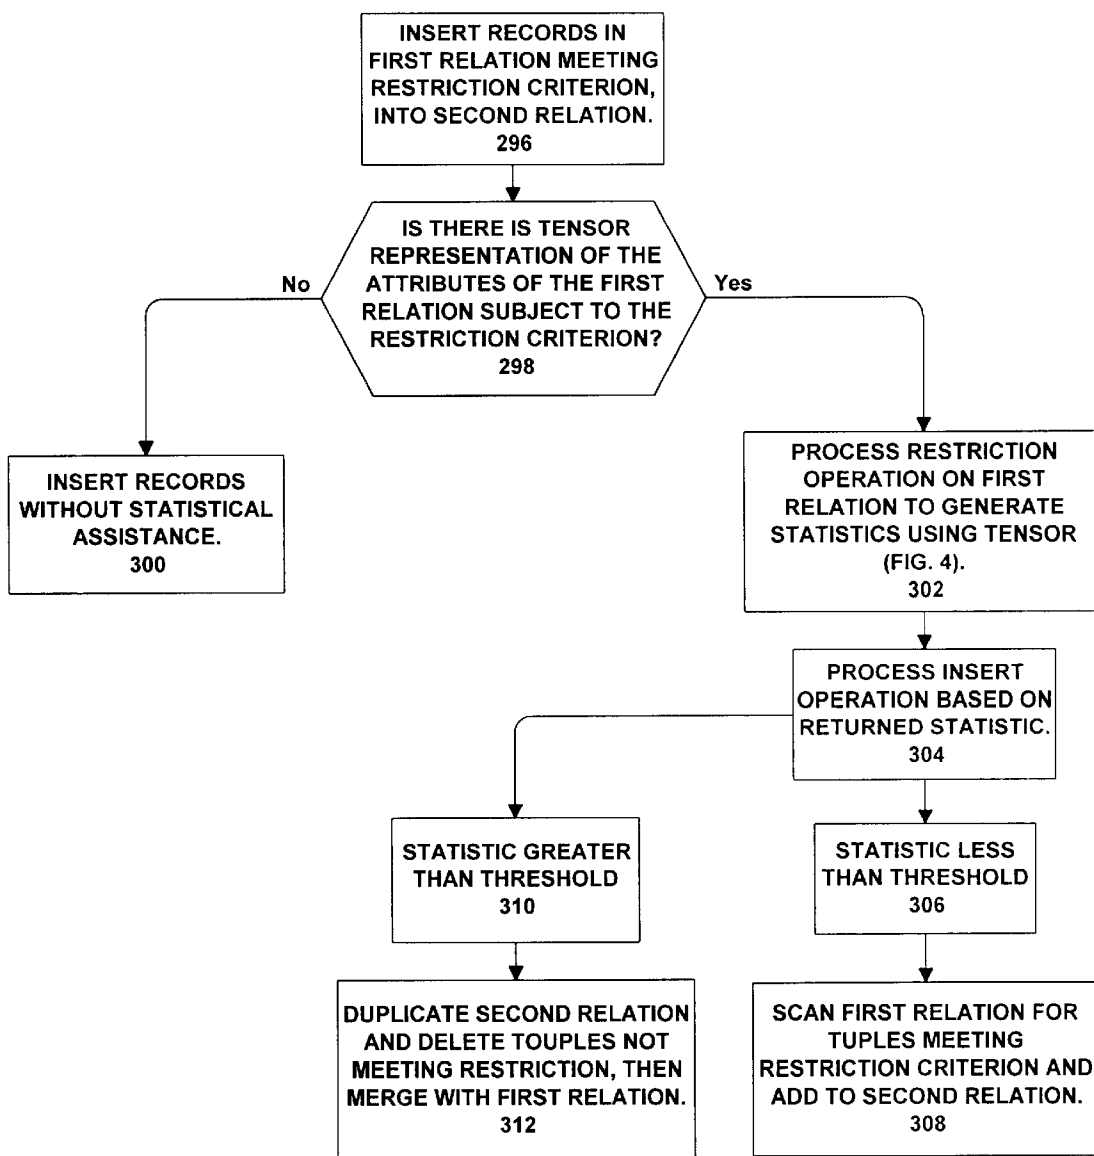 INSERT RECORDS IN
FIRST RELATION MEETING
RESTRICTION CRITERION,
INTO SECOND RELATION.
296
IS THERE IS TENSOR
REPRESENTATION OF THE
ATTRIBUTES OF THE FIRST
RELATION SUBJECT TO THE
RESTRICTION CRITERION?
298
No
Yes
INSERT RECORDS
WITHOUT STATISTICAL
ASSISTANCE.
300
PROCESS RESTRICTION
OPERATION ON FIRST
RELATION TO GENERATE
STATISTICS USING TENSOR
(FIG. 4).
302
PROCESS INSERT
OPERATION BASED ON
RETURNED STATISTIC.
304
STATISTIC GREATER
THAN THRESHOLD
310
STATISTIC LESS
THAN THRESHOLD
306
DUPLICATE SECOND RELATION
AND DELETE TOUPLES NOT
MEETING RESTRICTION, THEN
MERGE WITH FIRST RELATION.
312
SCAN FIRST RELATION FOR
TUPLES MEETING
RESTRICTION CRITERION AND
ADD TO SECOND RELATION.
308